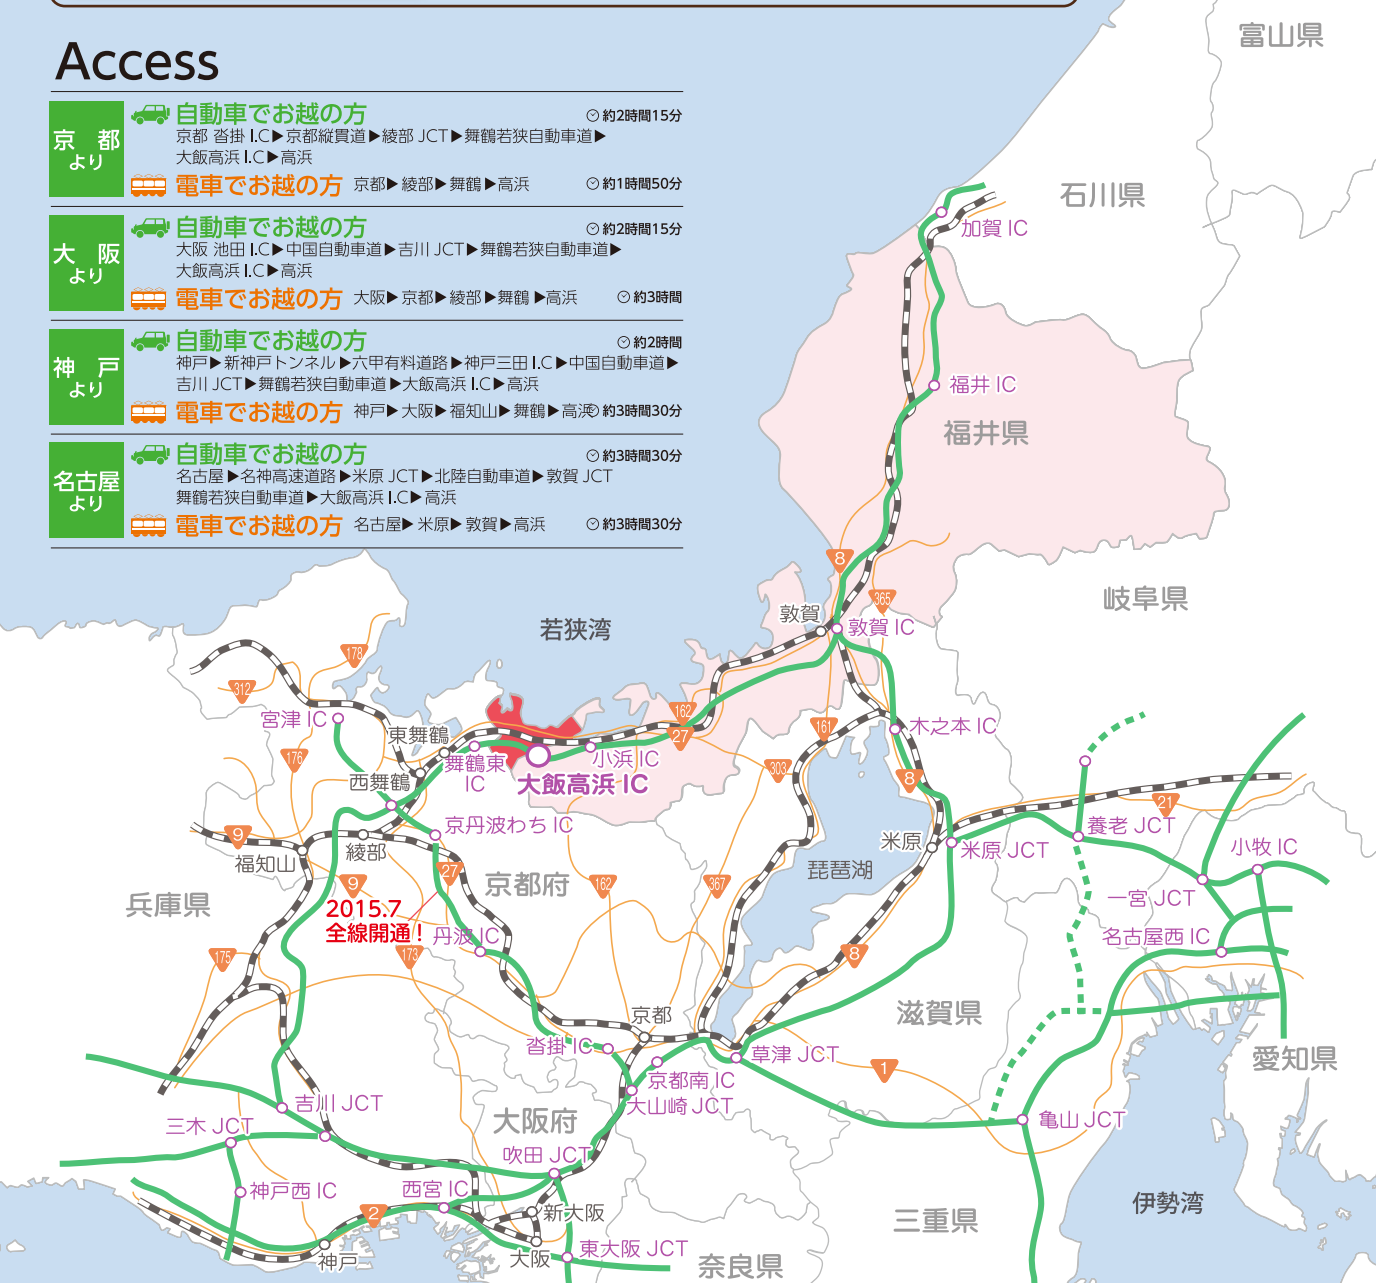 Access
京 都
より
自動車でお越の方
約2時間15分
京都 沓掛 I.C▶京都縦貫道▶綾部 JCT▶舞鶴若狭自動車道▶
大飯高浜 I.C▶高浜
電車でお越の方 京都▶綾部▶舞鶴▶高浜 約1時間50分
大 阪
より
自動車でお越の方
約2時間15分
大阪 池田 I.C▶中国自動車道▶吉川 JCT▶舞鶴若狭自動車道▶
大飯高浜 I.C▶高浜
電車でお越の方 大阪▶京都▶綾部▶舞鶴▶高浜 約3時間
神 戸
より
自動車でお越の方
約2時間
神戸▶新神戸トンネル▶六甲有料道路▶神戸三田 I.C▶中国自動車道▶
吉川 JCT▶舞鶴若狭自動車道▶大飯高浜 I.C▶高浜
電車でお越の方 神戸▶大阪▶福知山▶舞鶴▶高浜 約3時間30分
名古屋
より
自動車でお越の方
約3時間30分
名古屋▶名神高速道路▶米原 JCT▶北陸自動車道▶敦賀 JCT
舞鶴若狭自動車道▶大飯高浜 I.C▶高浜
電車でお越の方 名古屋▶米原▶敦賀▶高浜 約3時間30分
富山県
石川県
加賀 IC
福井 IC
福井県
8
365
岐阜県
敦賀
敦賀 IC
若狭湾
178
312
162
27
161
宮津 IC
東舞鶴
木之本 IC
176
舞鶴東
IC
小浜 IC
303
西舞鶴
大飯高浜 IC
8
21
9
京丹波わち IC
養老 JCT
福知山
綾部
米原
米原 JCT
小牧 IC
琵琶湖
27
9
京都府
162
367
兵庫県
一宮 JCT
2015.7
全線開通!
丹波 IC
名古屋西 IC
175
173
8
京都
滋賀県
沓掛 IC
草津 JCT
愛知県
1
京都南 IC
吉川 JCT
大山崎 JCT
三木 JCT
大阪府
亀山 JCT
吹田 JCT
神戸西 IC
西宮 IC
伊勢湾
2
新大阪
三重県
神戸
大阪
東大阪 JCT
奈良県